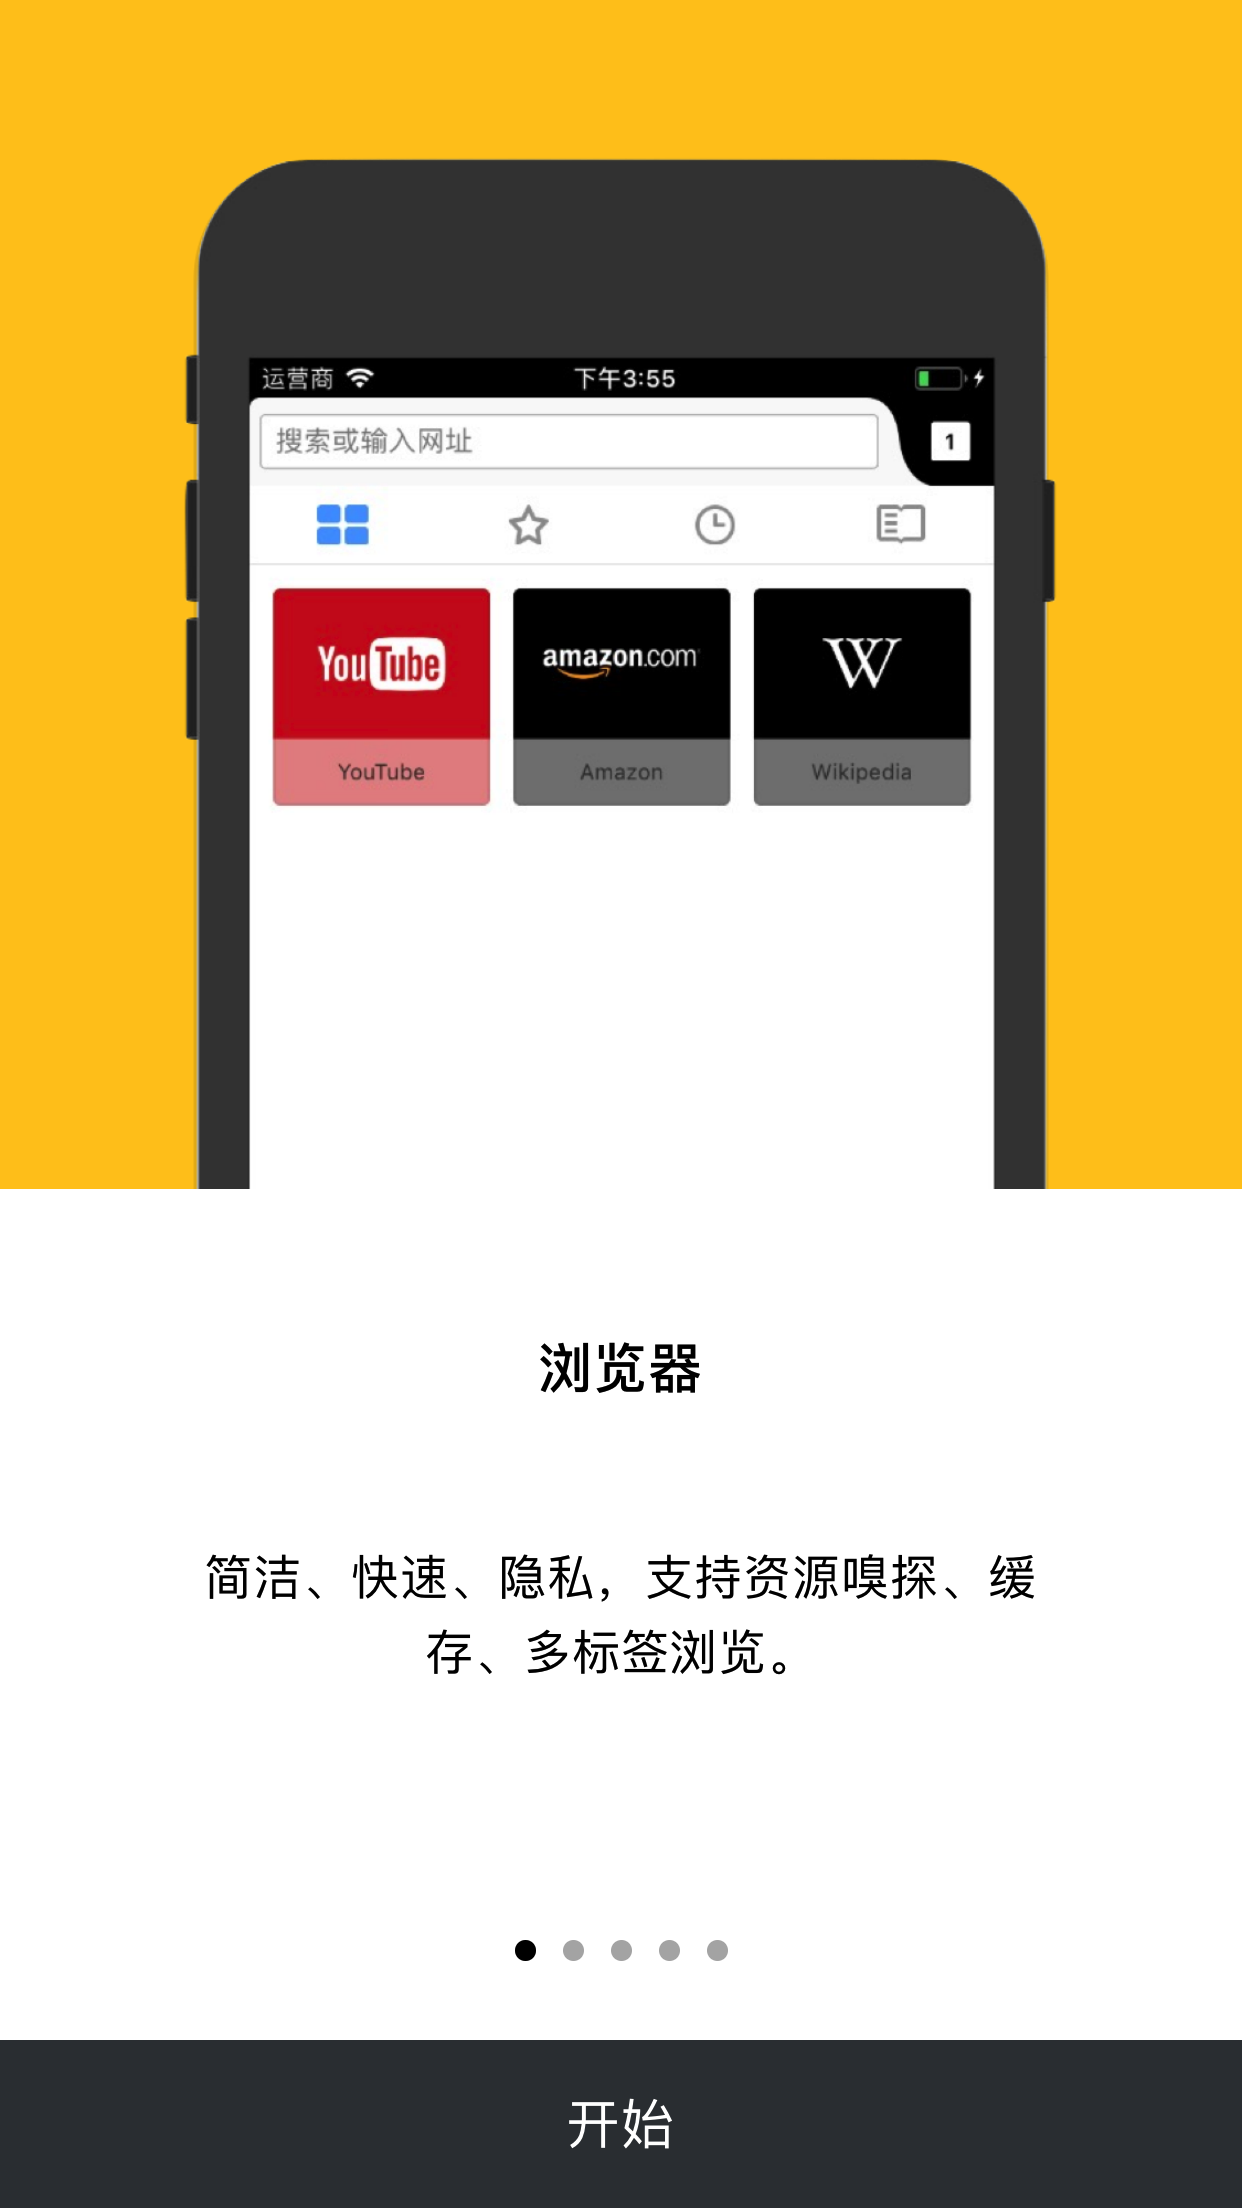 运营商
下午3:55
搜索或输入网址
1
YouTube
amazon.com
W
YouTube
Amazon
Wikipedia
浏览器
简洁、快速、隐私，支持资源嗅探、缓
存、多标签浏览。
开始